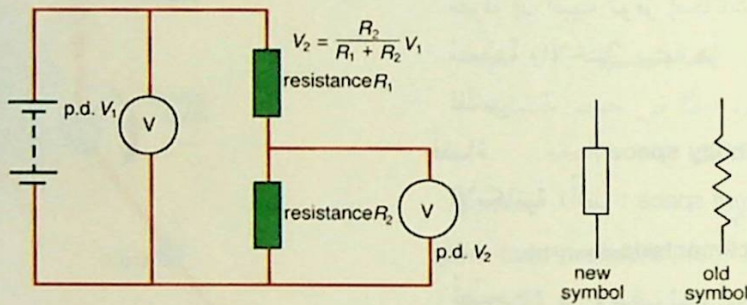 V₂ = R₂ / (R₁ + R₂) V₁
resistance R₁
p.d. V₁
V
resistance R₂
V
p.d. V₂
new symbol
old symbol